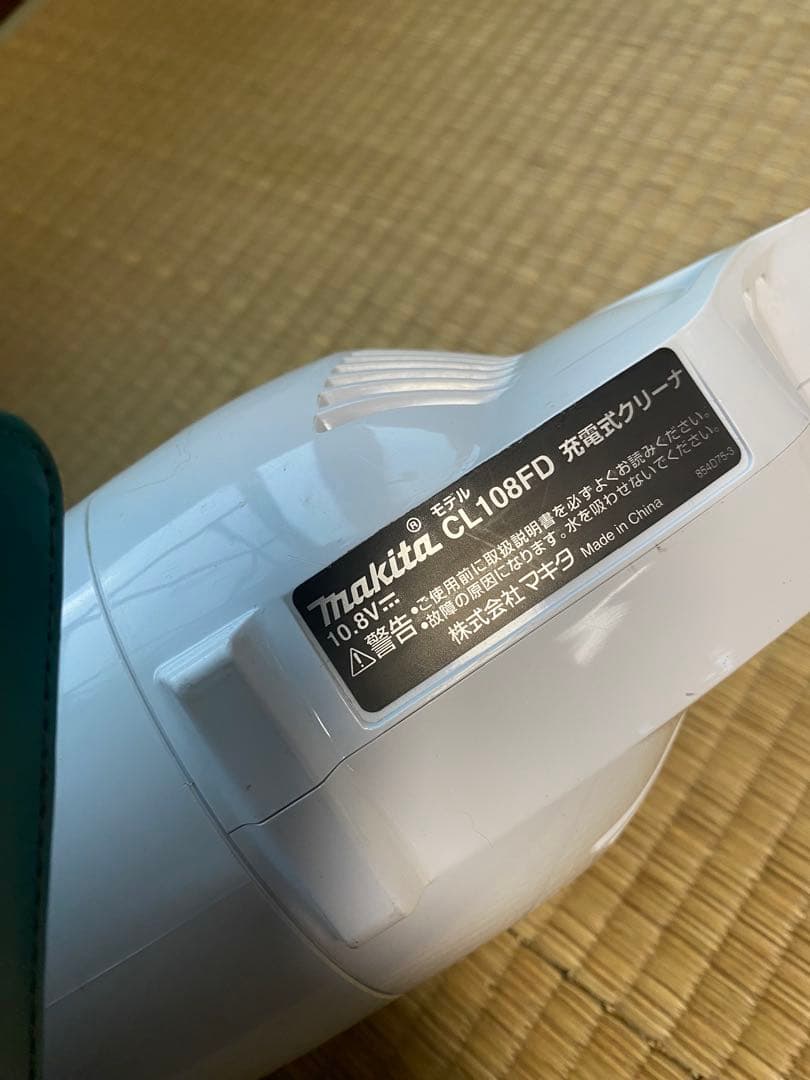 makita® モデル CL108FD 充電式クリーナ
10.8V⎓
⚠警告 •ご使用前に取扱説明書を必ずよくお読みください。
•故障の原因になります。水を吸わせないでください。
株式会社マキタ Made in China
854D75-3